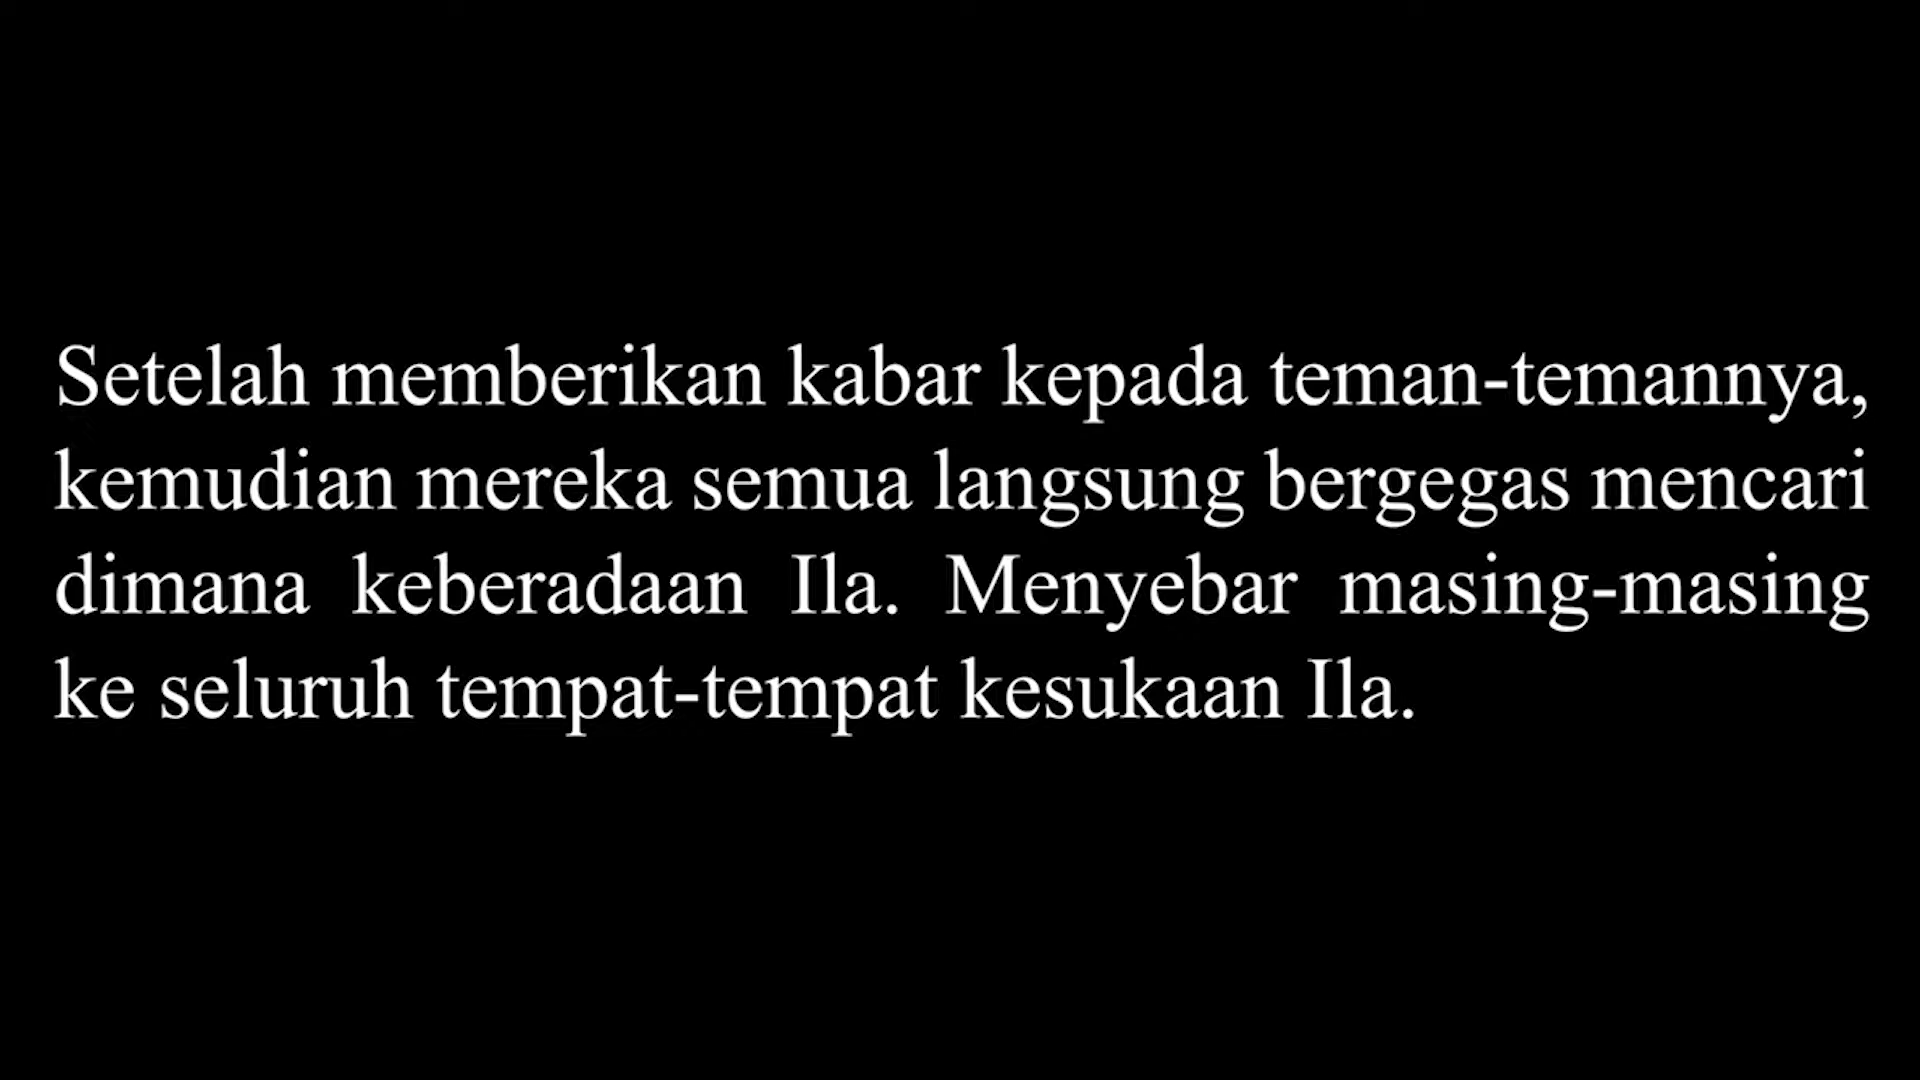 Setelah memberikan kabar kepada teman-temannya,
kemudian mereka semua langsung bergegas mencari
dimana keberadaan Ila. Menyebar masing-masing
ke seluruh tempat-tempat kesukaan Ila.